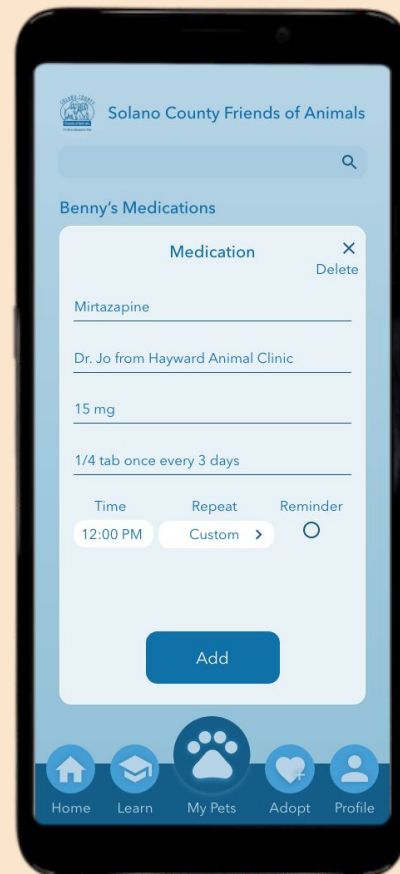 SOLANO COUNTY
Solano County Friends of Animals
Benny's Medications
Medication
Delete
Mirtazapine
Dr. Jo from Hayward Animal Clinic
15 mg
1/4 tab once every 3 days
Time Repeat Reminder
12:00 PM Custom
Add
Home Learn My Pets Adopt Profile